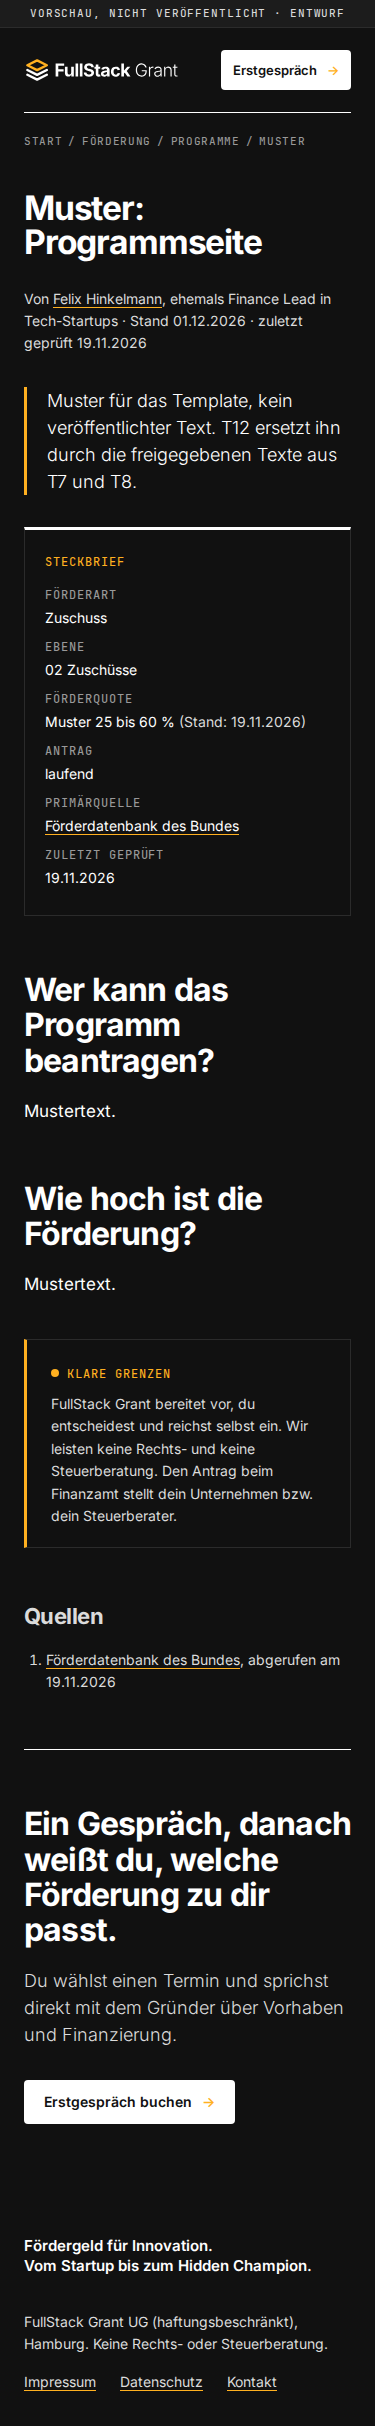 VORSCHAU, NICHT VERÖFFENTLICHT · ENTWURF
FullStack Grant
Erstgespräch →
START / FÖRDERUNG / PROGRAMME / MUSTER
Muster:
Programmseite
Von Felix Hinkelmann, ehemals Finance Lead in
Tech-Startups · Stand 01.12.2026 · zuletzt
geprüft 19.11.2026
Muster für das Template, kein
veröffentlichter Text. T12 ersetzt ihn
durch die freigegebenen Texte aus
T7 und T8.
STECKBRIEF
FÖRDERART
Zuschuss
EBENE
02 Zuschüsse
FÖRDERQUOTE
Muster 25 bis 60 % (Stand: 19.11.2026)
ANTRAG
laufend
PRIMÄRQUELLE
Förderdatenbank des Bundes
ZULETZT GEPRÜFT
19.11.2026
Wer kann das
Programm
beantragen?
Mustertext.
Wie hoch ist die
Förderung?
Mustertext.
KLARE GRENZEN
FullStack Grant bereitet vor, du
entscheidest und reichst selbst ein. Wir
leisten keine Rechts- und keine
Steuerberatung. Den Antrag beim
Finanzamt stellt dein Unternehmen bzw.
dein Steuerberater.
Quellen
1. Förderdatenbank des Bundes, abgerufen am
19.11.2026
Ein Gespräch, danach
weißt du, welche
Förderung zu dir
passt.
Du wählst einen Termin und sprichst
direkt mit dem Gründer über Vorhaben
und Finanzierung.
Erstgespräch buchen →
Fördergeld für Innovation.
Vom Startup bis zum Hidden Champion.
FullStack Grant UG (haftungsbeschränkt),
Hamburg. Keine Rechts- oder Steuerberatung.
Impressum Datenschutz Kontakt